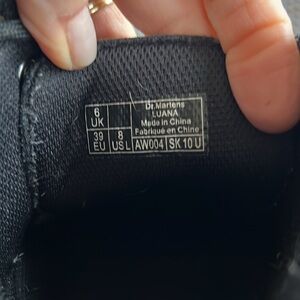 6 UK
39 EU
8 US L
Dr.Martens
LUANA
Made in China
Fabriqué en Chine
AW004
SK 10 U